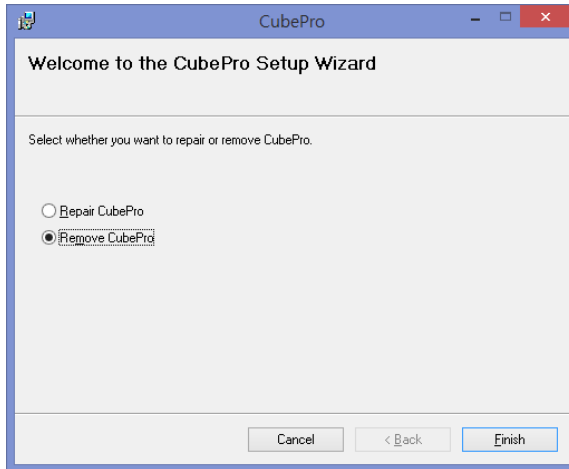 CubePro
Welcome to the CubePro Setup Wizard
Select whether you want to repair or remove CubePro.
Repair CubePro
Remove CubePro
Cancel
< Back
Finish